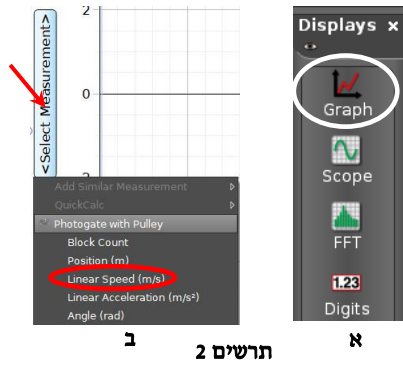 2
0
<Select Measurement>
Add Similar Measurement
QuickCalc
Photogate with Pulley
Block Count
Position (m)
Linear Speed (m/s)
Linear Acceleration (m/s²)
Angle (rad)
ב
Displays ×
Graph
Scope
FFT
1.23
Digits
א
תרשים 2